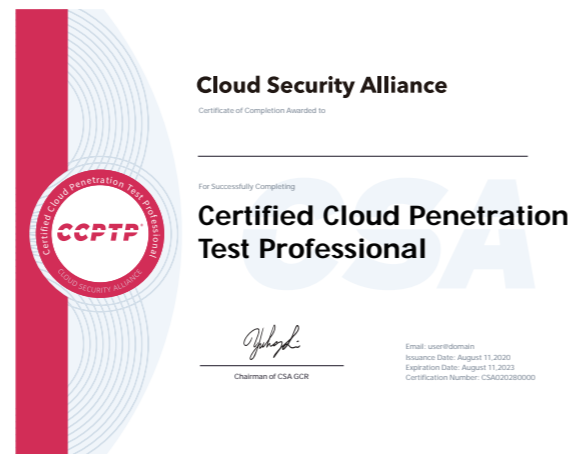 Cloud Security Alliance
Certificate of Completion Awarded to
For Successfully Completing
CSA
Certified Cloud Penetration
Test Professional
Certified Cloud Penetration Test Professional
CCPTP
CLOUD SECURITY ALLIANCE
Chairman of CSA GCR
Email: user@domain
Issuance Date: August 11,2020
Expiration Date: August 11,2023
Certification Number: CSA020280000